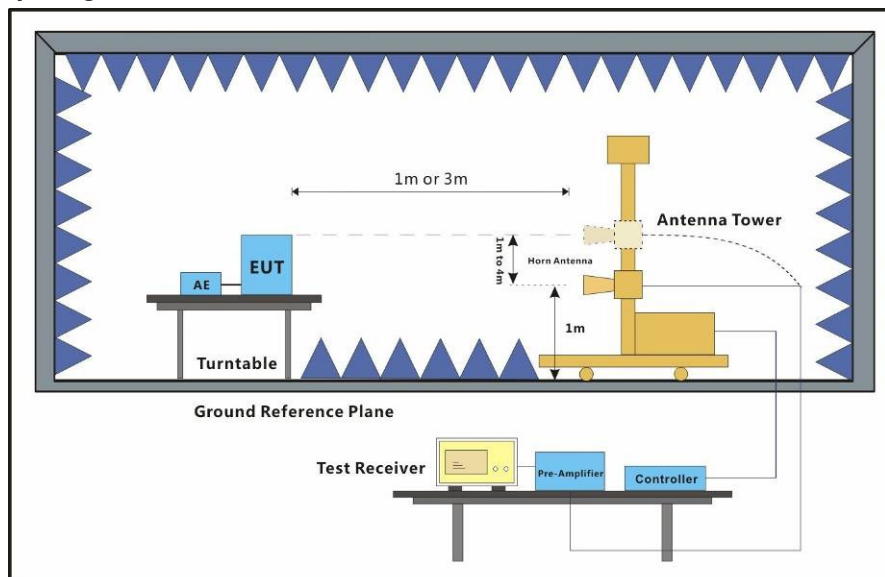 1m or 3m
Antenna Tower
1m to 4m
Horn Antenna
EUT
AE
1m
Turntable
Ground Reference Plane
Test Receiver
Pre-Amplifier
Controller